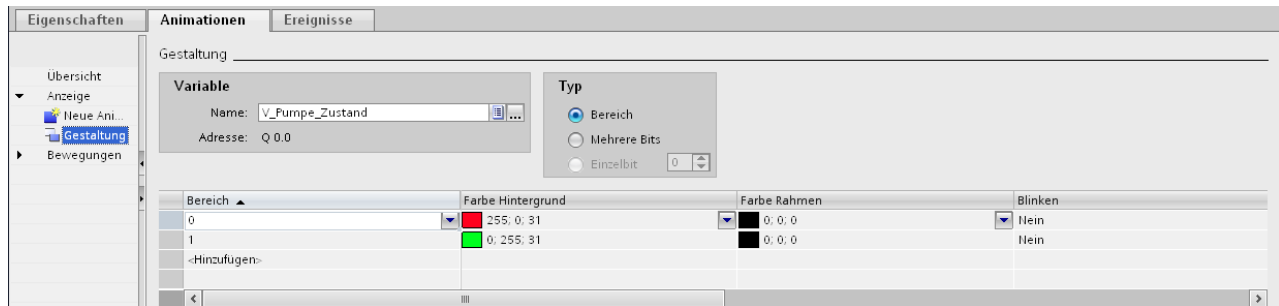 Eigenschaften Animationen Ereignisse
Gestaltung
Übersicht
Anzeige
Neue Ani...
Gestaltung
Bewegungen
Variable
Name: V_Pumpe_Zustand ...
Adresse: Q 0.0
Typ
Bereich
Mehrere Bits
Einzelbit 0
Bereich Farbe Hintergrund Farbe Rahmen Blinken
0 255; 0; 31 0; 0; 0 Nein
1 0; 255; 31 0; 0; 0 Nein
<Hinzufügen>